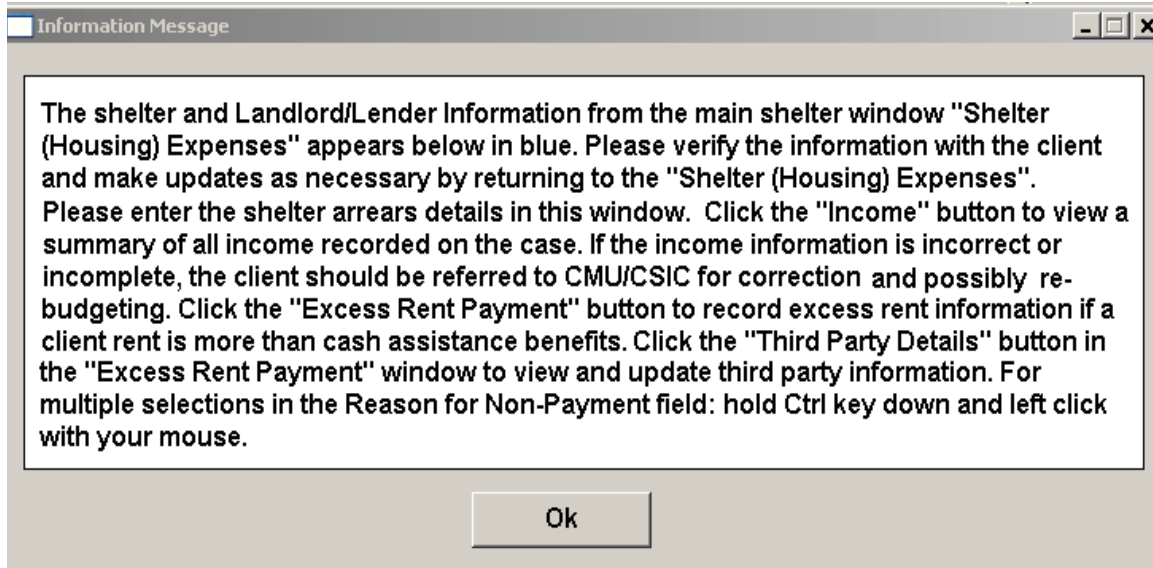 Information Message
The shelter and Landlord/Lender Information from the main shelter window "Shelter
(Housing) Expenses" appears below in blue. Please verify the information with the client
and make updates as necessary by returning to the "Shelter (Housing) Expenses".
Please enter the shelter arrears details in this window. Click the "Income" button to view a
summary of all income recorded on the case. If the income information is incorrect or
incomplete, the client should be referred to CMU/CSIC for correction and possibly re-
budgeting. Click the "Excess Rent Payment" button to record excess rent information if a
client rent is more than cash assistance benefits. Click the "Third Party Details" button in
the "Excess Rent Payment" window to view and update third party information. For
multiple selections in the Reason for Non-Payment field: hold Ctrl key down and left click
with your mouse.
Ok